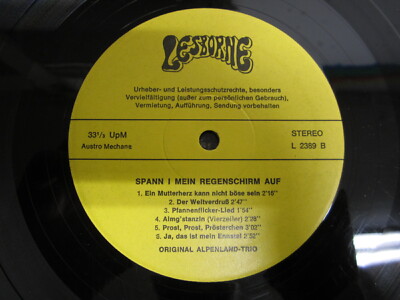 LESBORNE
Urheber- und Leistungsschutzrechte, besonders
Vervielfältigung (außer zum persönlichen Gebrauch),
Vermietung, Aufführung, Sendung vorbehalten
33⅓ UpM
Austro Mechana
STEREO
L 2389 B
SPANN I MEIN REGENSCHIRM AUF
1. Ein Mutterherz kann nicht böse sein 2'16''
2. Der Weltverdruß 2'47''
3. Pfannenflicker-Lied 1'54''
4. Almg'stanzln (Vierzeiler) 2'28''
5. Prost, Prost, Prösterchen 3'02''
6. Ja, das ist mein Ennstal 2'52''
ORIGINAL ALPENLAND-TRIO